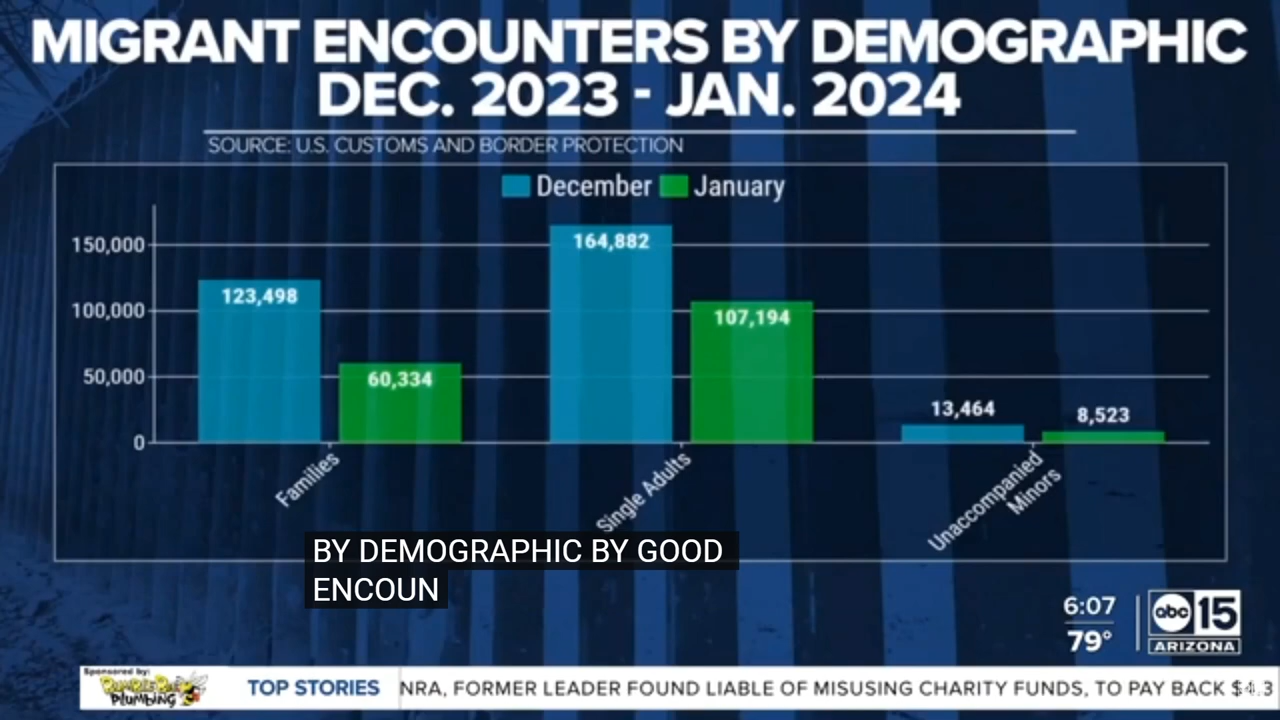 MIGRANT ENCOUNTERS BY DEMOGRAPHIC
DEC. 2023 - JAN. 2024
SOURCE: U.S. CUSTOMS AND BORDER PROTECTION
December January
150,000
100,000
50,000
0
123,498
60,334
164,882
107,194
13,464
8,523
Families
Single Adults
Unaccompanied
Minors
BY DEMOGRAPHIC BY GOOD
ENCOUN
6:07
79°
abc 15
ARIZONA
Sponsored by:
Bumble Bee
Plumbing
TOP STORIES NRA, FORMER LEADER FOUND LIABLE OF MISUSING CHARITY FUNDS, TO PAY BACK